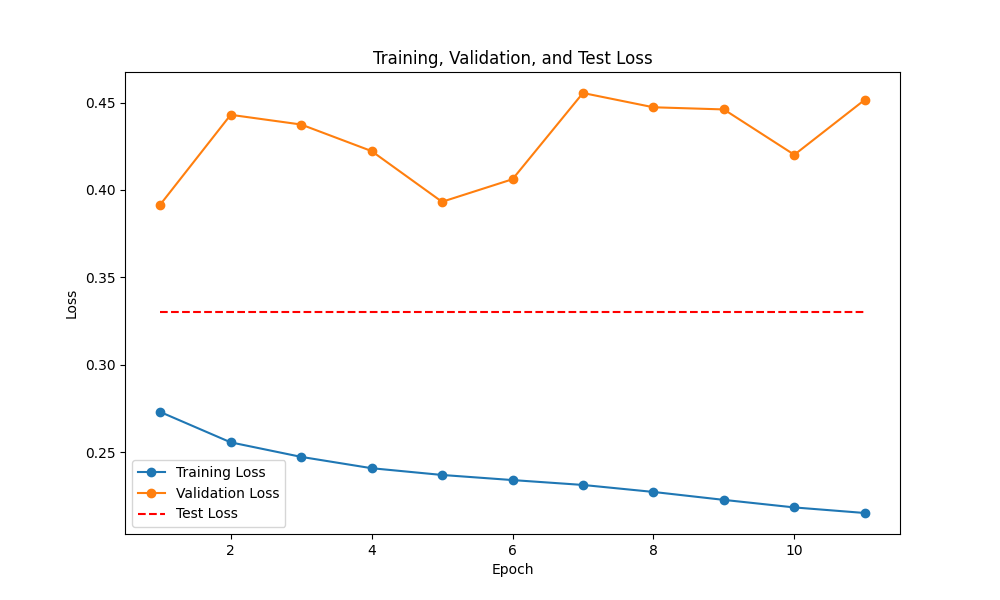 Training, Validation, and Test Loss
0.45
0.40
0.35
0.30
0.25
Loss
Training Loss
Validation Loss
Test Loss
2 4 6 8 10
Epoch